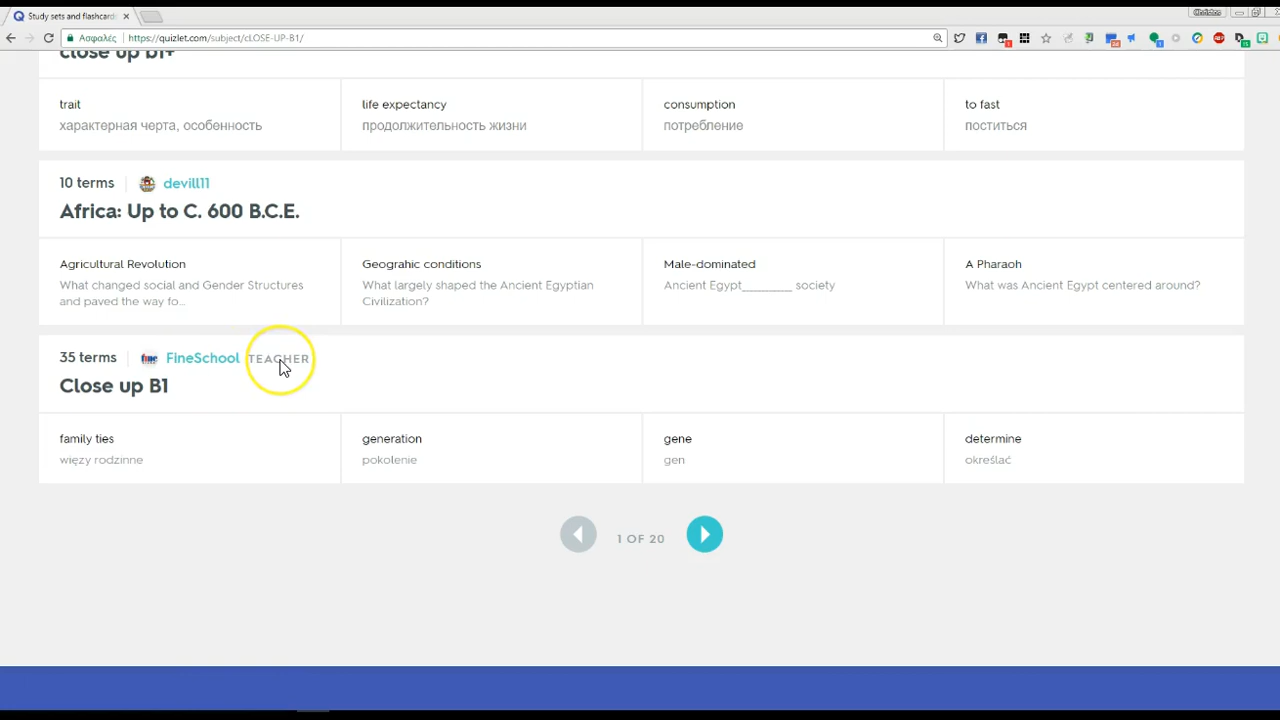 Study sets and flashcards
Christos
Ασφαλές
https://quizlet.com/subject/cLOSE-UP-B1/
close up b1+
trait
характерная черта, особенность
life expectancy
продолжительность жизни
consumption
потребление
to fast
поститься
10 terms
devill11
Africa: Up to C. 600 B.C.E.
Agricultural Revolution
What changed social and Gender Structures
and paved the way fo...
Geograhic conditions
What largely shaped the Ancient Egyptian
Civilization?
Male-dominated
Ancient Egypt________ society
A Pharaoh
What was Ancient Egypt centered around?
35 terms
FineSchool
TEACHER
Close up B1
family ties
więzy rodzinne
generation
pokolenie
gene
gen
determine
określać
1 OF 20